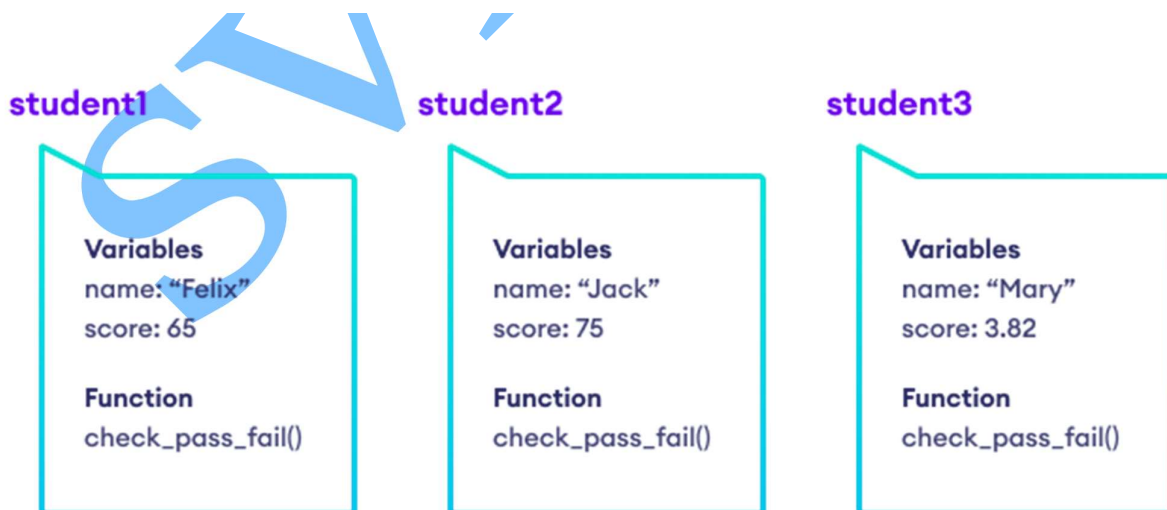 student1
Variables
name: “Felix”
score: 65
Function
check_pass_fail()
student2
Variables
name: “Jack”
score: 75
Function
check_pass_fail()
student3
Variables
name: “Mary”
score: 3.82
Function
check_pass_fail()